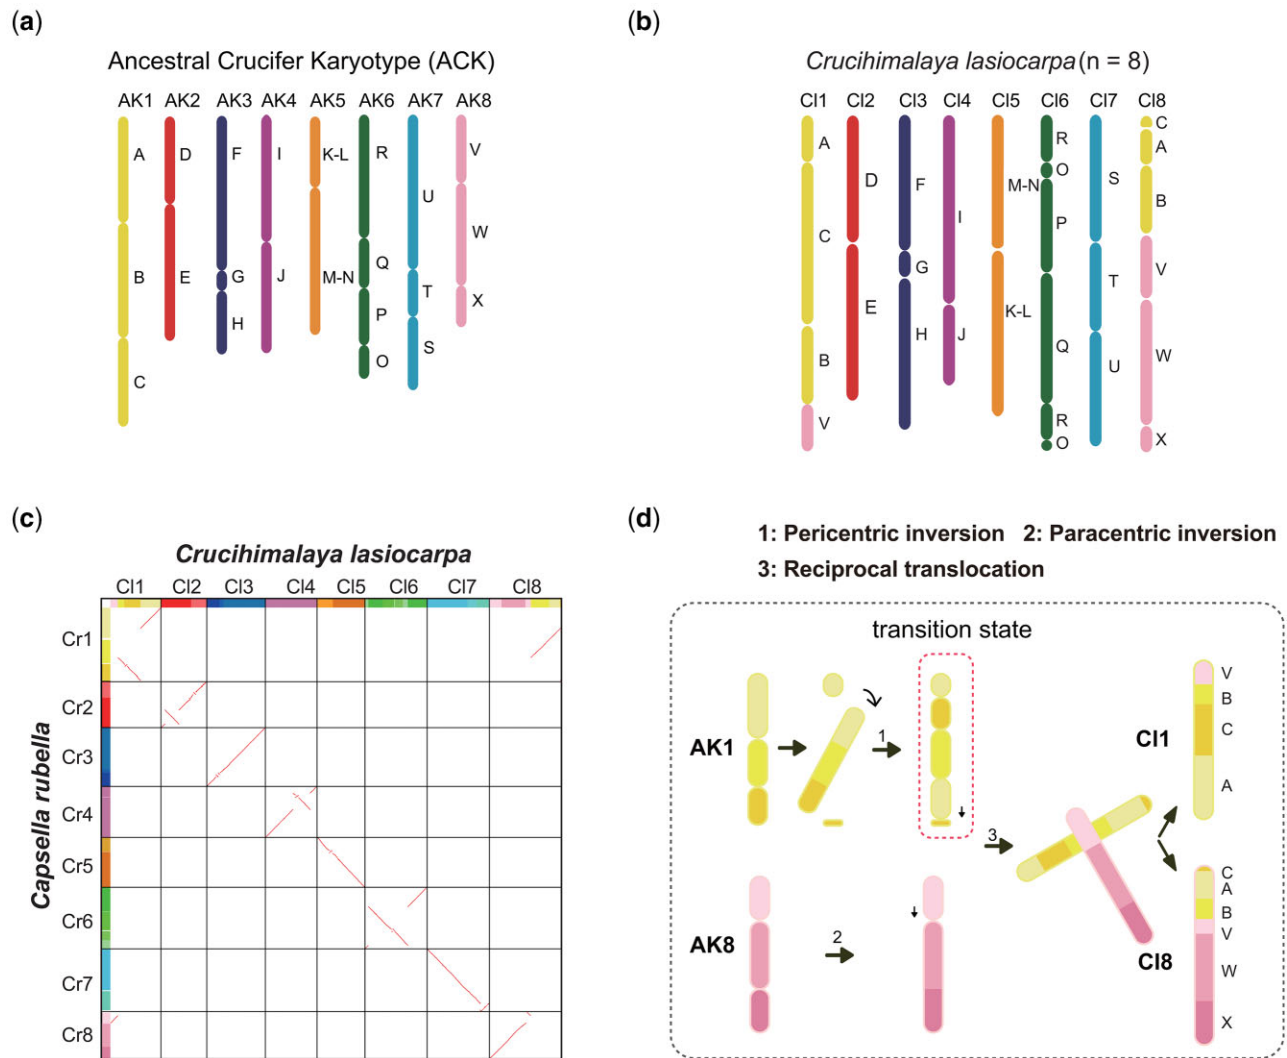 (a)
Ancestral Crucifer Karyotype (ACK)
AK1 AK2 AK3 AK4 AK5 AK6 AK7 AK8
A D F I K-L R U V
B E G J M-N Q T W
C H P S X
O
(b)
Crucihimalaya lasiocarpa (n = 8)
Cl1 Cl2 Cl3 Cl4 Cl5 Cl6 Cl7 Cl8
A D F I M-N R S C
C E G J K-L O T A
B H P U B
V Q V
R W
O X
(c)
Crucihimalaya lasiocarpa
Cl1 Cl2 Cl3 Cl4 Cl5 Cl6 Cl7 Cl8
Capsella rubella
Cr1
Cr2
Cr3
Cr4
Cr5
Cr6
Cr7
Cr8
(d)
1: Pericentric inversion 2: Paracentric inversion
3: Reciprocal translocation
transition state
AK1
1
AK8
2
3
Cl1
V
B
C
A
Cl8
C
A
B
V
W
X